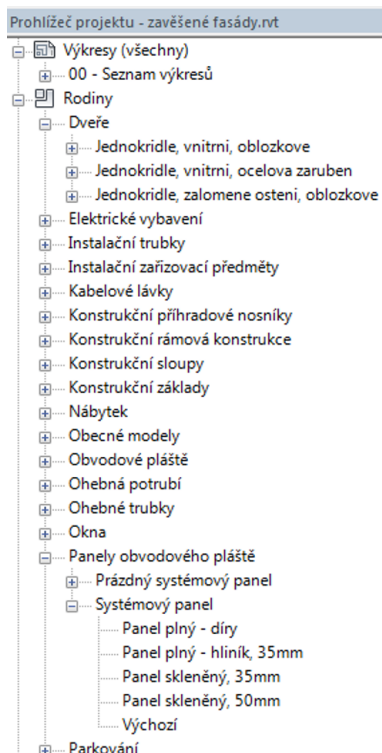 Prohlížeč projektu - zavěšené fasády.rvt
Výkresy (všechny)
00 - Seznam výkresů
Rodiny
Dveře
Jednokridle, vnitrni, oblozkove
Jednokridle, vnitrni, ocelova zaruben
Jednokridle, zalomene osteni, oblozkove
Elektrické vybavení
Instalační trubky
Instalační zařizovací předměty
Kabelové lávky
Konstrukční příhradové nosníky
Konstrukční rámová konstrukce
Konstrukční sloupy
Konstrukční základy
Nábytek
Obecné modely
Obvodové pláště
Ohebná potrubí
Ohebné trubky
Okna
Panely obvodového pláště
Prázdný systémový panel
Systémový panel
Panel plný - díry
Panel plný - hliník, 35mm
Panel skleněný, 35mm
Panel skleněný, 50mm
Výchozí
Parkování